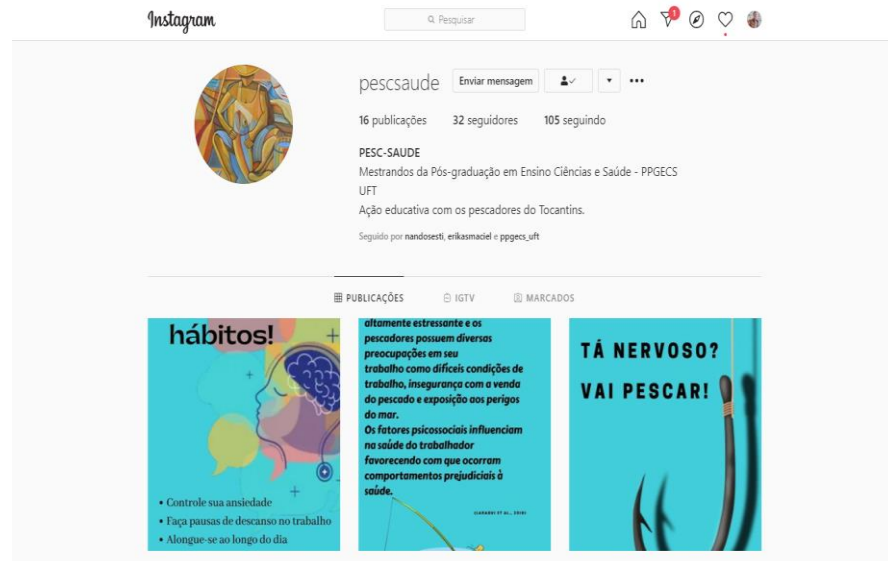 Instagram
Pesquisar
1
pescsaude
Enviar mensagem
16 publicações 32 seguidores 105 seguindo
PESC-SAUDE
Mestrandos da Pós-graduação em Ensino Ciências e Saúde - PPGECS
UFT
Ação educativa com os pescadores do Tocantins.
Seguido por nandosesti, erikasmaciel e ppgecs_uft
PUBLICAÇÕES IGTV MARCADOS
hábitos!
• Controle sua ansiedade
• Faça pausas de descanso no trabalho
• Alongue-se ao longo do dia
altamente estressante e os
pescadores possuem diversas
preocupações em seu
trabalho como difíceis condições de
trabalho, insegurança com a venda
do pescado e exposição aos perigos
do mar.
Os fatores psicossociais influenciam
na saúde do trabalhador
favorecendo com que ocorram
comportamentos prejudiciais à
saúde.
TÁ NERVOSO?
VAI PESCAR!